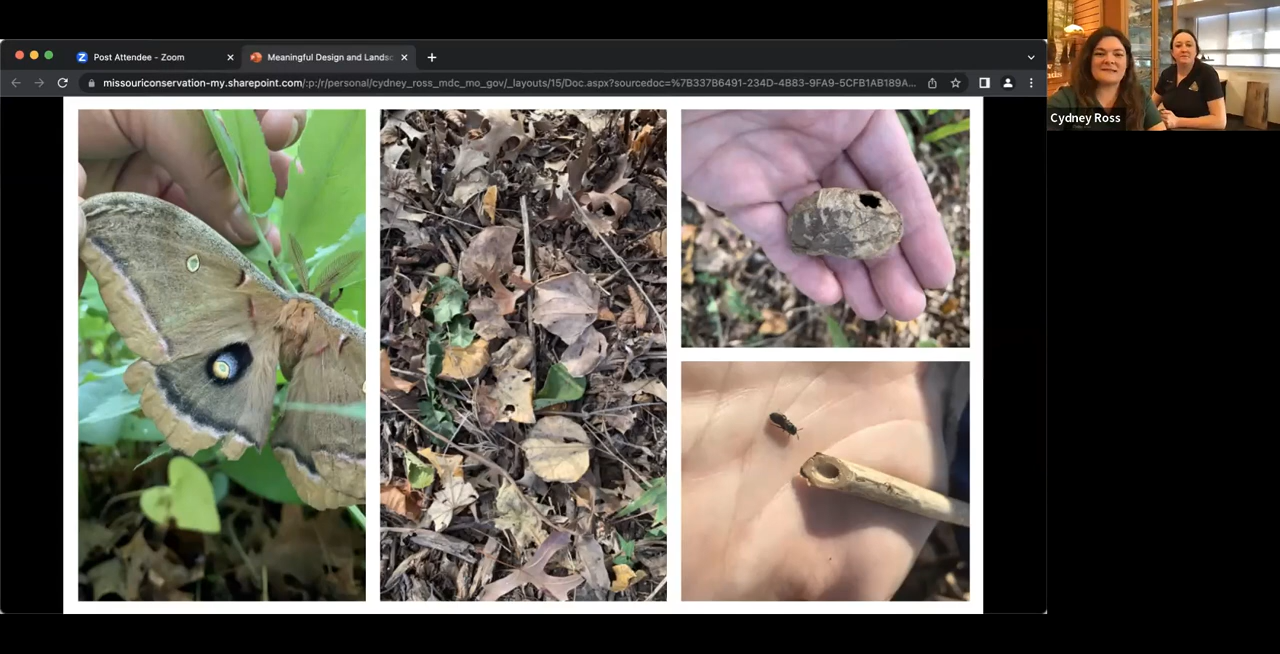 Post Attendee - Zoom
Meaningful Design and Landsc
missouriconservation-my.sharepoint.com/:p:/r/personal/cydney_ross_mdc_mo_gov/_layouts/15/Doc.aspx?sourcedoc=%7B337B6491-234D-4B83-9FA9-5CFB1AB189A...
Cydney Ross